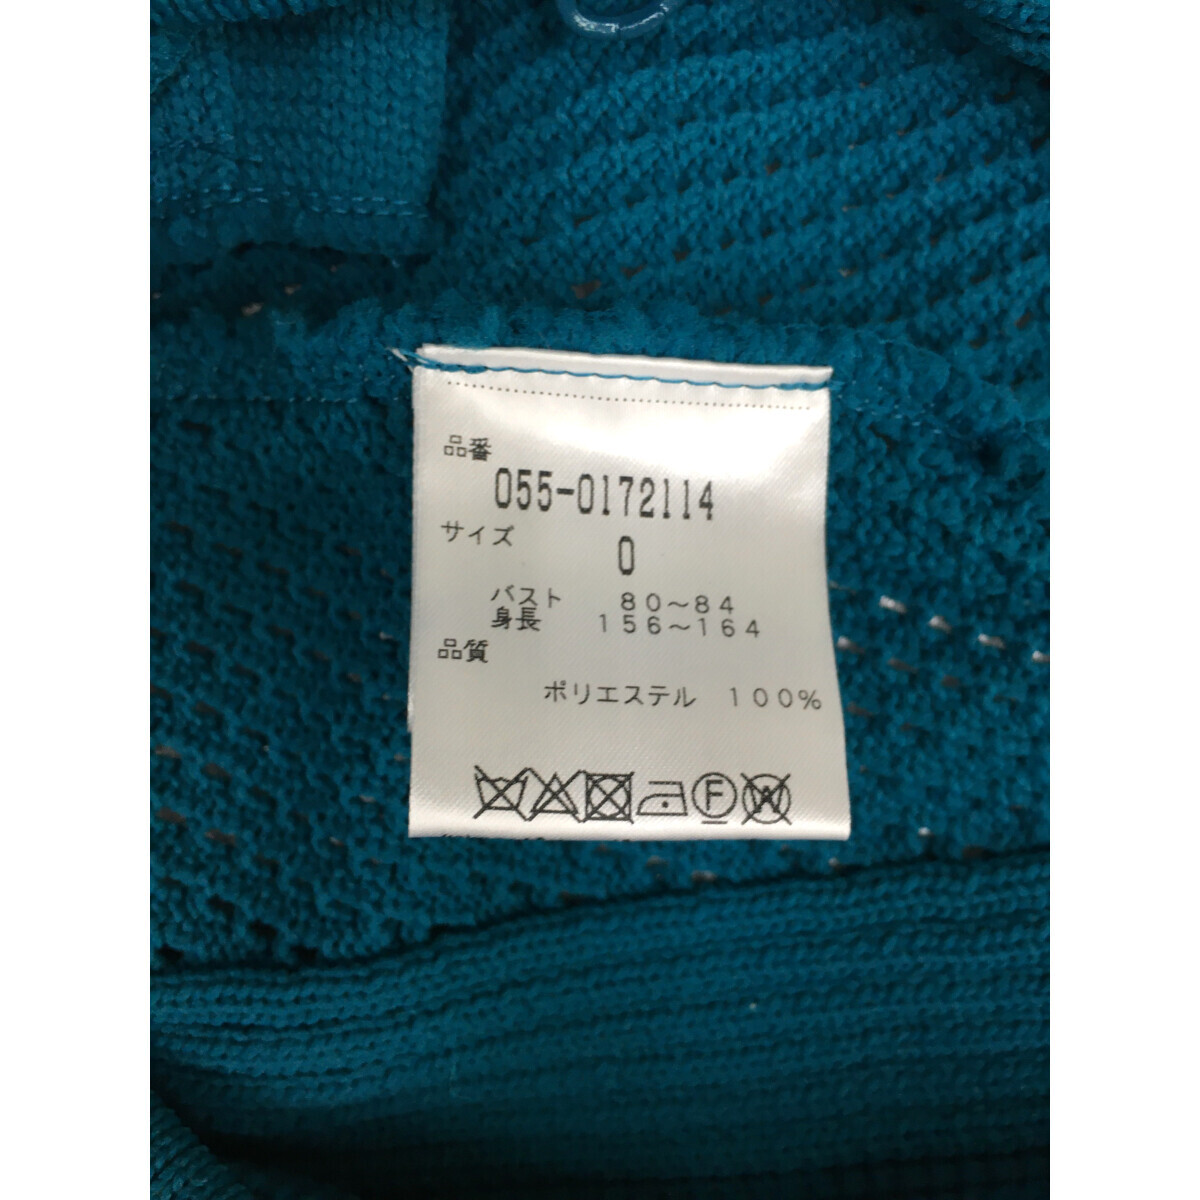 品番
055-0172114
サイズ
0
バスト 80～84
身長 156～164
品質
ポリエステル 100%
F W